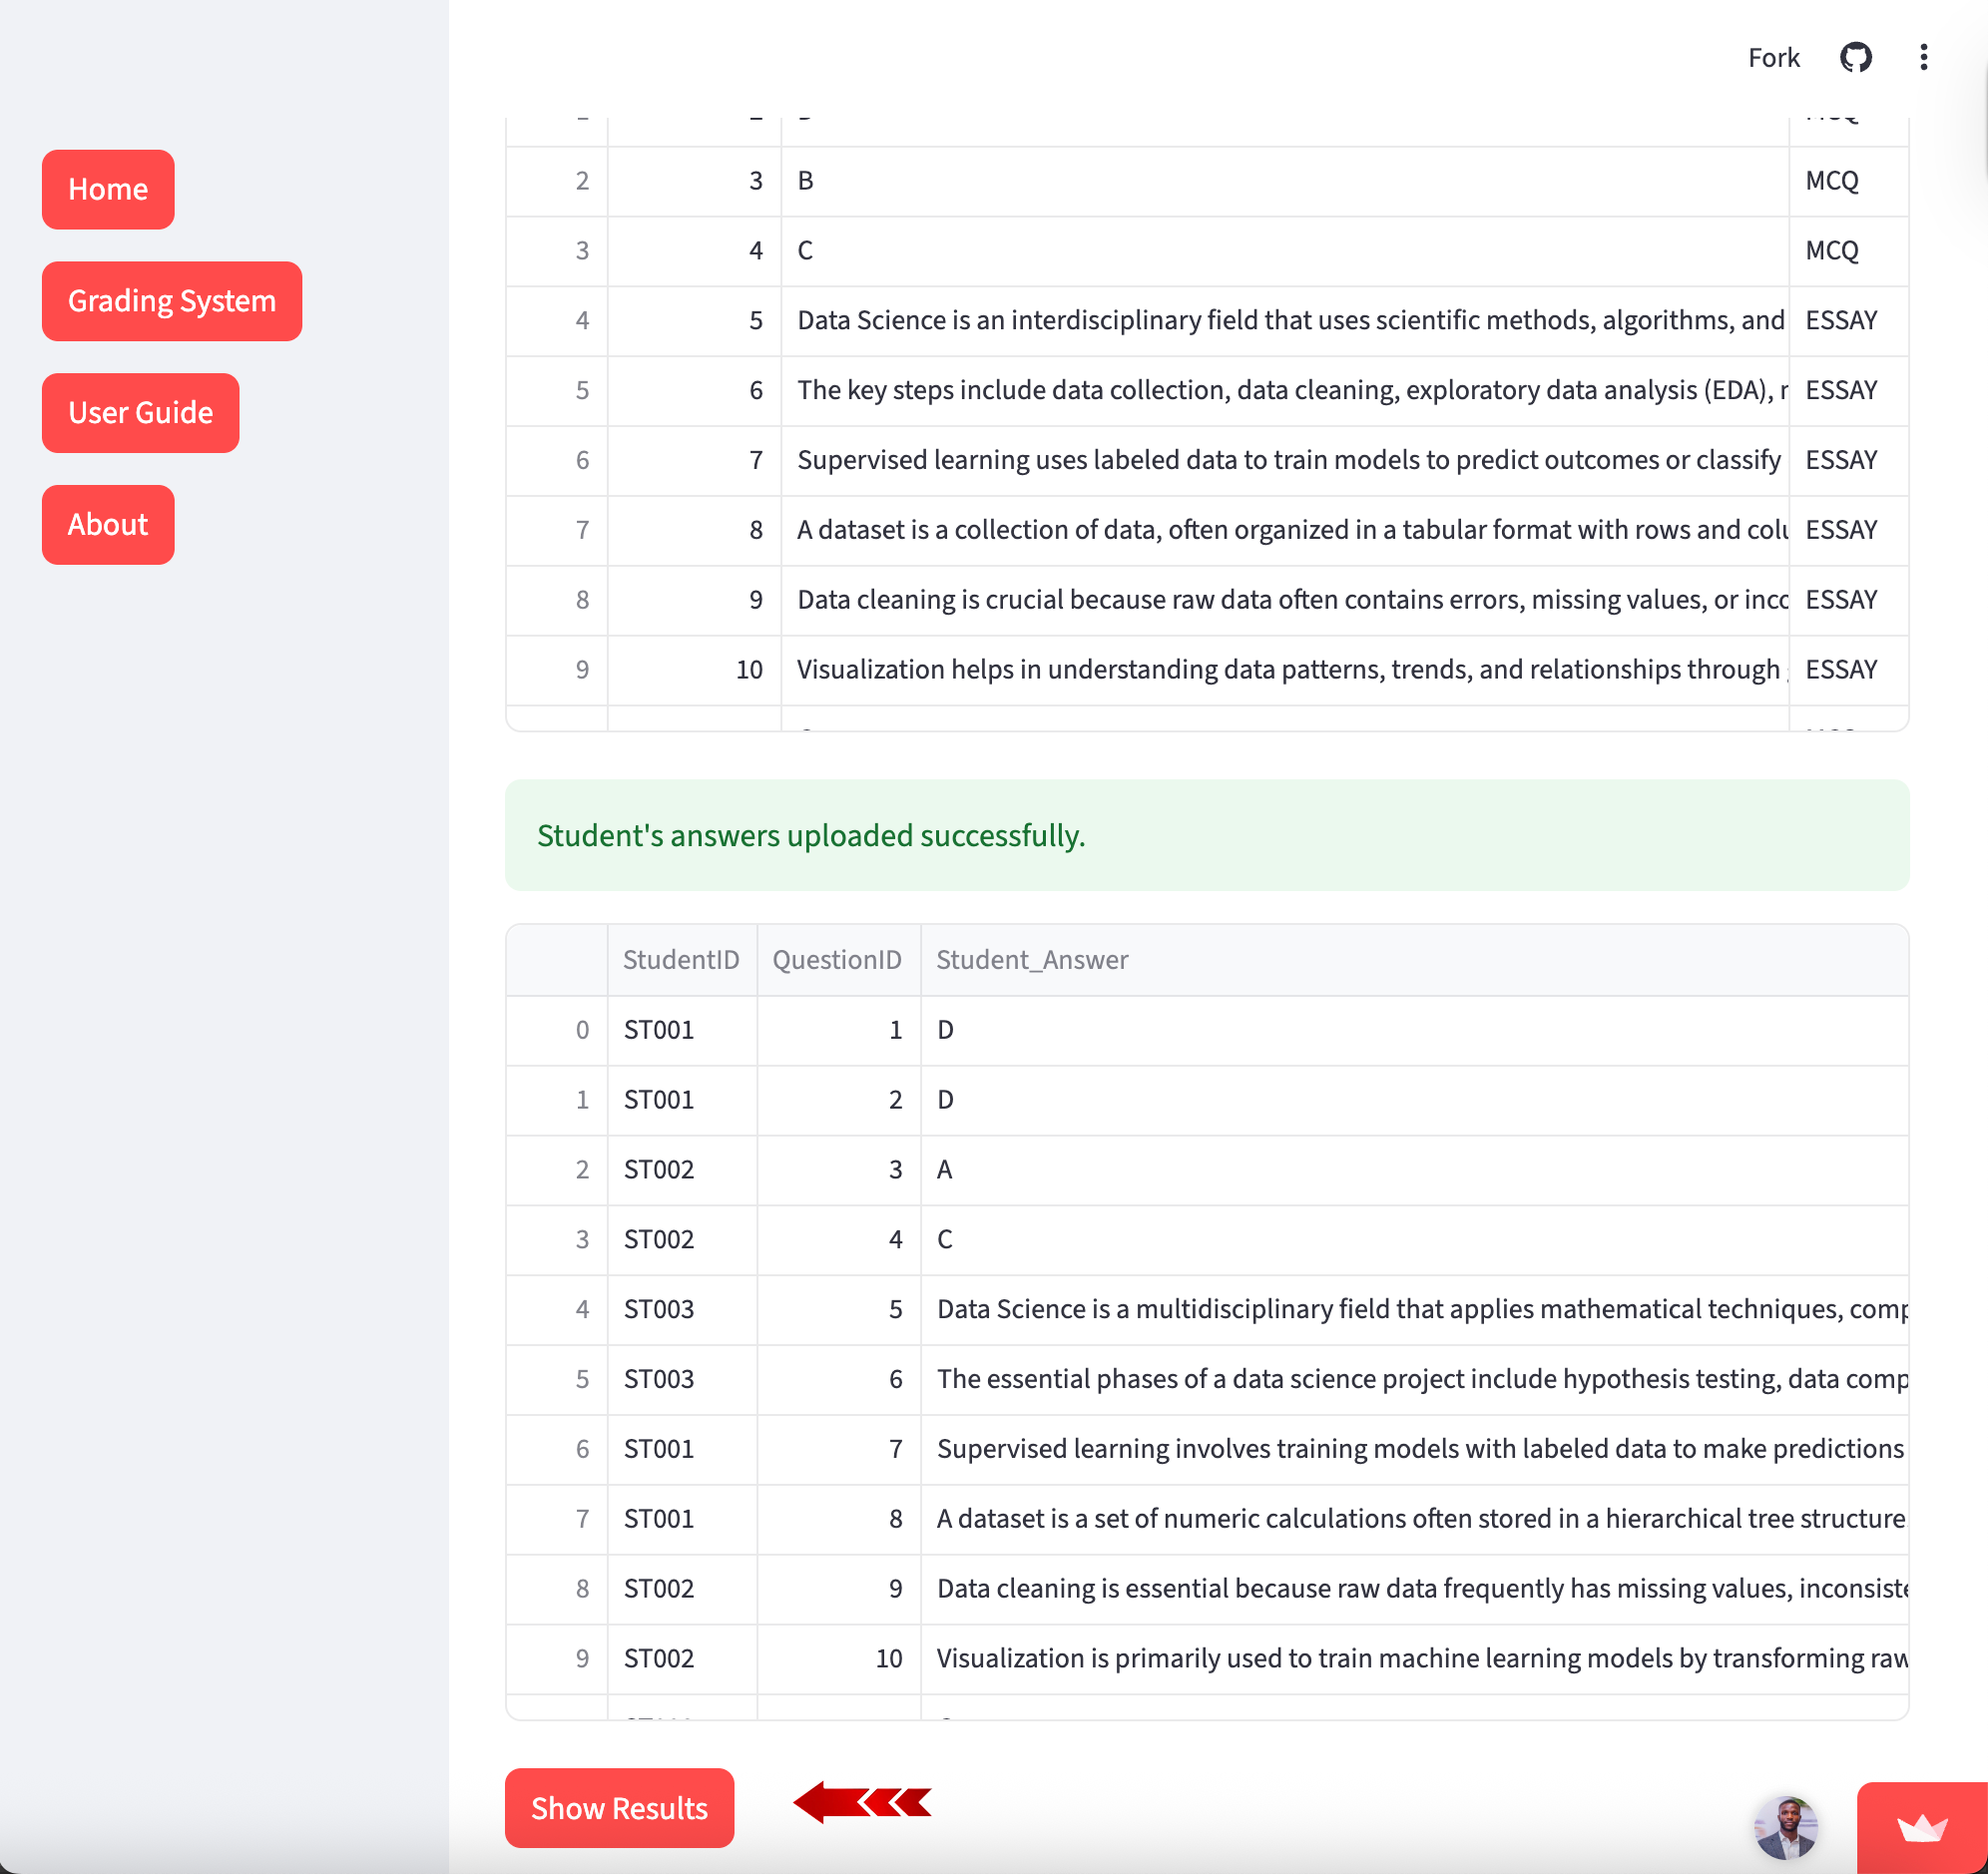 Fork
Home
Grading System
User Guide
About
2 3 B MCQ
3 4 C MCQ
4 5 Data Science is an interdisciplinary field that uses scientific methods, algorithms, and ESSAY
5 6 The key steps include data collection, data cleaning, exploratory data analysis (EDA), ESSAY
6 7 Supervised learning uses labeled data to train models to predict outcomes or classify ESSAY
7 8 A dataset is a collection of data, often organized in a tabular format with rows and ESSAY
8 9 Data cleaning is crucial because raw data often contains errors, missing values, or ESSAY
9 10 Visualization helps in understanding data patterns, trends, and relationships through ESSAY
Student's answers uploaded successfully.
StudentID QuestionID Student_Answer
0 ST001 1 D
1 ST001 2 D
2 ST002 3 A
3 ST002 4 C
4 ST003 5 Data Science is a multidisciplinary field that applies mathematical techniques,
5 ST003 6 The essential phases of a data science project include hypothesis testing, data
6 ST001 7 Supervised learning involves training models with labeled data to make predictions
7 ST001 8 A dataset is a set of numeric calculations often stored in a hierarchical tree structure
8 ST002 9 Data cleaning is essential because raw data frequently has missing values,
9 ST002 10 Visualization is primarily used to train machine learning models by transforming raw
Show Results